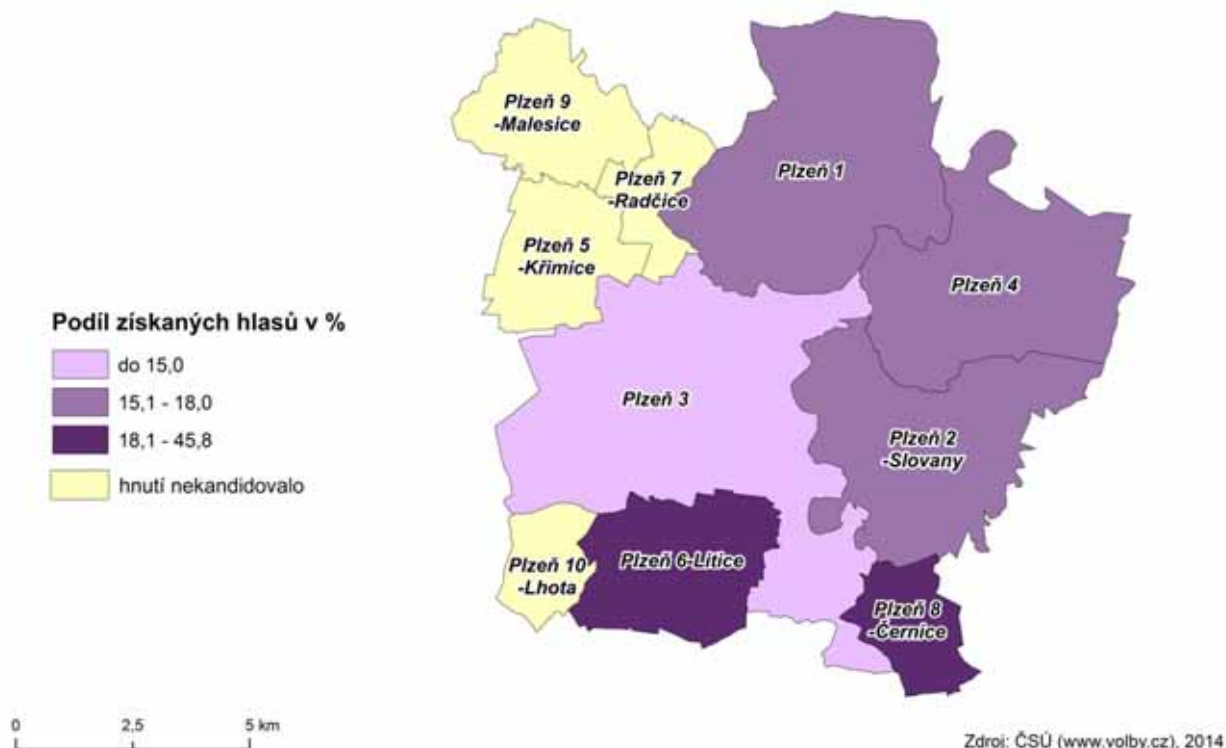 Plzeň 9
-Malesice
Plzeň 7
-Radčice
Plzeň 1
Plzeň 5
-Křimice
Plzeň 4
Podíl získaných hlasů v %
do 15,0
15,1 - 18,0
18,1 - 45,8
hnutí nekandidovalo
Plzeň 3
Plzeň 2
-Slovany
Plzeň 10
-Lhota
Plzeň 6-Litice
Plzeň 8
-Černice
0 2,5 5 km
Zdroj: ČSÚ (www.volby.cz), 2014